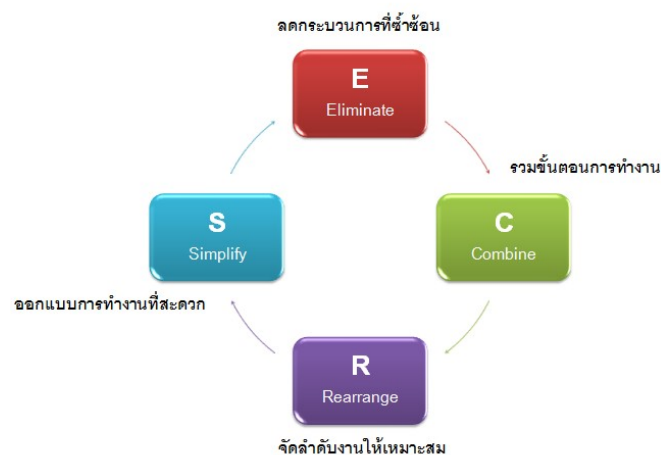 ลดกระบวนการที่ซ้ำซ้อน
E
Eliminate
รวมขั้นตอนการทำงาน
C
Combine
S
Simplify
ออกแบบการทำงานที่สะดวก
R
Rearrange
จัดลำดับงานให้เหมาะสม